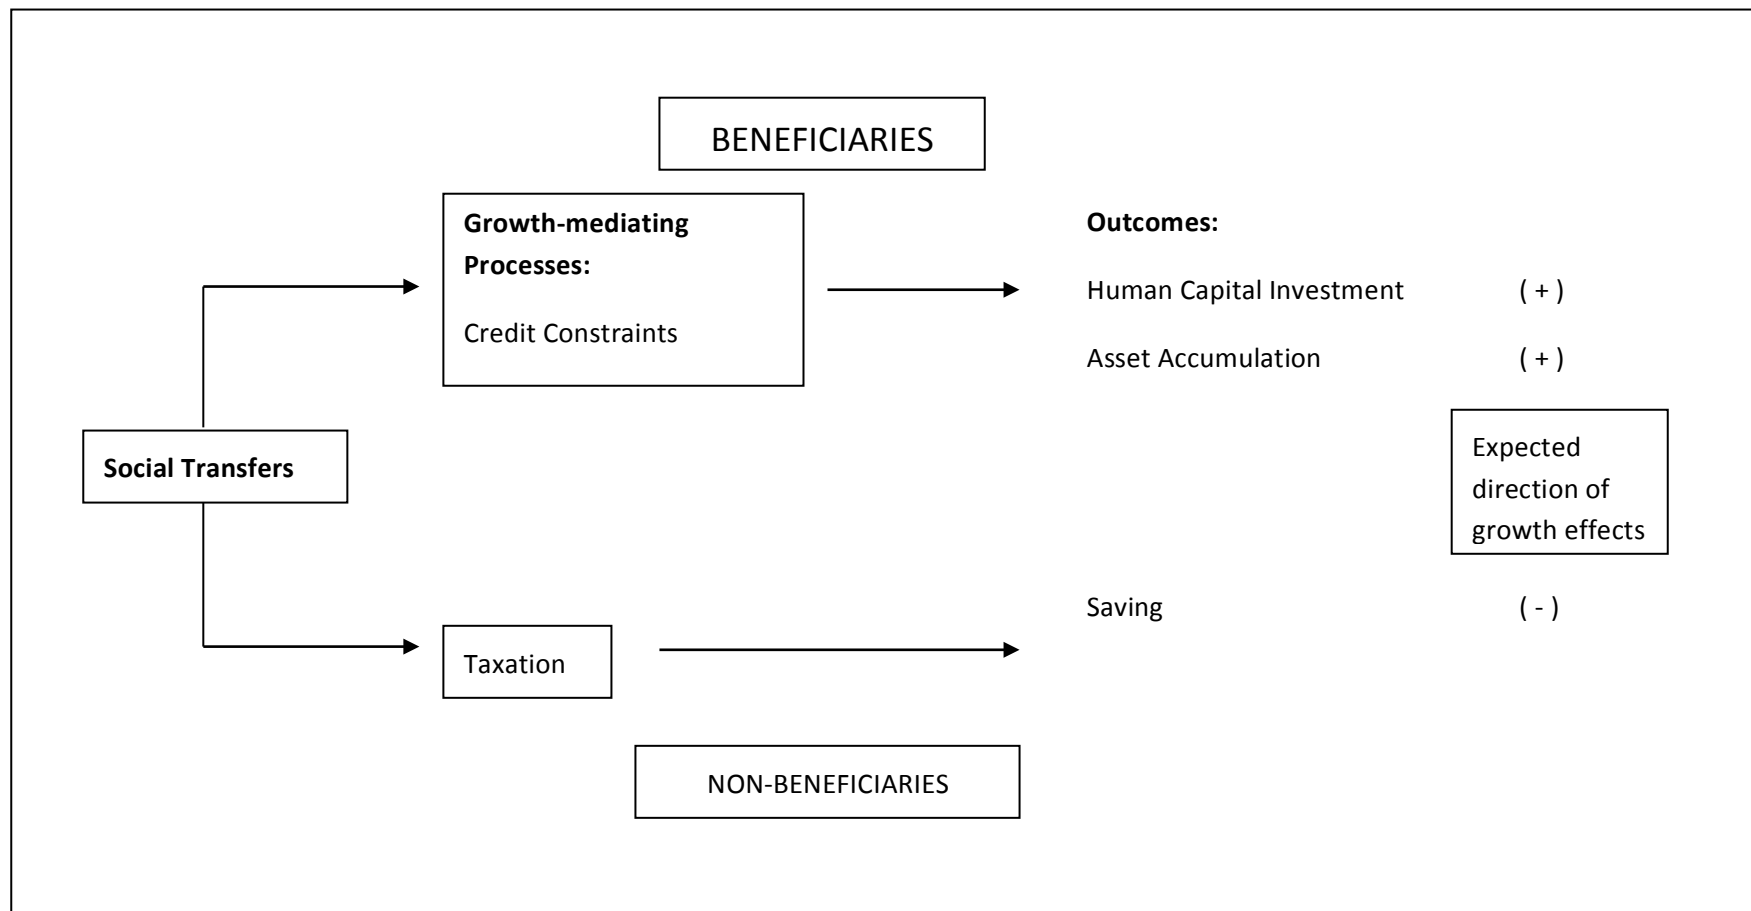 BENEFICIARIES
Growth-mediating
Processes:
Credit Constraints
Outcomes:
Human Capital Investment ( + )
Asset Accumulation ( + )
Social Transfers
Expected
direction of
growth effects
Saving ( - )
Taxation
NON-BENEFICIARIES